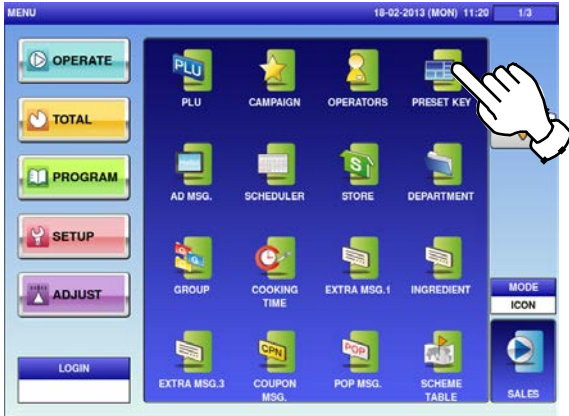 MENU 18-02-2013 (MON) 11:20 1/3
OPERATE
TOTAL
PROGRAM
SETUP
ADJUST
LOGIN
PLU
PLU CAMPAIGN OPERATORS PRESET KEY
S
AD MSG. SCHEDULER STORE DEPARTMENT
GROUP COOKING TIME EXTRA MSG.1 INGREDIENT
CPN POP
EXTRA MSG.3 COUPON MSG. POP MSG. SCHEME TABLE
MODE
ICON
SALES